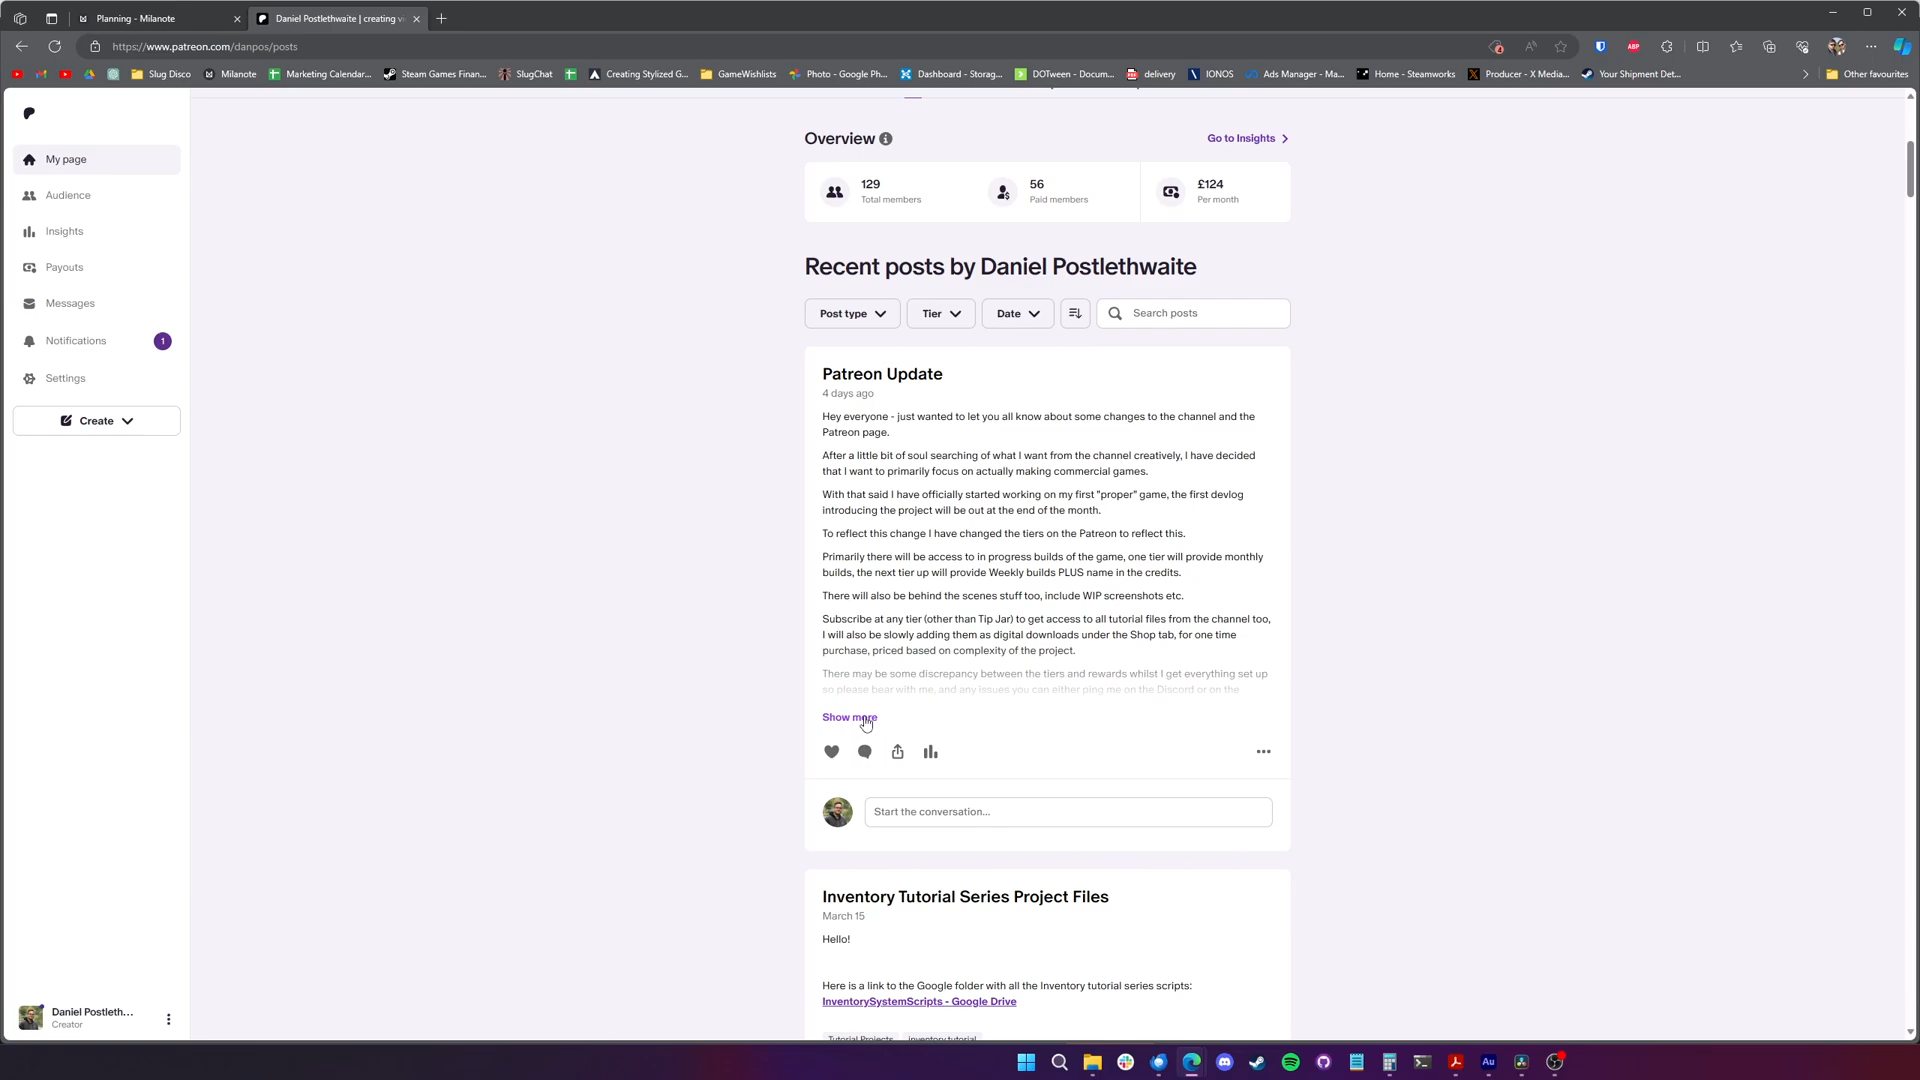 Planning - Milanote
Daniel Postlethwaite | creating vi
https://www.patreon.com/danpos/posts
Slug Disco
Milanote
Marketing Calendar...
Steam Games Finan...
SlugChat
Creating Stylized G...
GameWishlists
Photo - Google Ph...
Dashboard - Storag...
DOTween - Docum...
delivery
IONOS
Ads Manager - Ma...
Home - Steamworks
Producer - X Media...
Your Shipment Det...
Other favourites
My page
Audience
Insights
Payouts
Messages
Notifications 1
Settings
Create
Overview
Go to Insights
129
Total members
56
Paid members
£124
Per month
Recent posts by Daniel Postlethwaite
Post type
Tier
Date
Search posts
Patreon Update
4 days ago
Hey everyone - just wanted to let you all know about some changes to the channel and the
Patreon page.
After a little bit of soul searching of what I want from the channel creatively, I have decided
that I want to primarily focus on actually making commercial games.
With that said I have officially started working on my first "proper" game, the first devlog
introducing the project will be out at the end of the month.
To reflect this change I have changed the tiers on the Patreon to reflect this.
Primarily there will be access to in progress builds of the game, one tier will provide monthly
builds, the next tier up will provide Weekly builds PLUS name in the credits.
There will also be behind the scenes stuff too, include WIP screenshots etc.
Subscribe at any tier (other than Tip Jar) to get access to all tutorial files from the channel too,
I will also be slowly adding them as digital downloads under the Shop tab, for one time
purchase, priced based on complexity of the project.
There may be some discrepancy between the tiers and rewards whilst I get everything set up
so please bear with me, and any issues you can either ping me on the Discord or on the
Show more
Start the conversation...
Inventory Tutorial Series Project Files
March 15
Hello!
Here is a link to the Google folder with all the Inventory tutorial series scripts:
InventorySystemScripts - Google Drive
Tutorial Projects
inventory tutorial
Daniel Postleth...
Creator